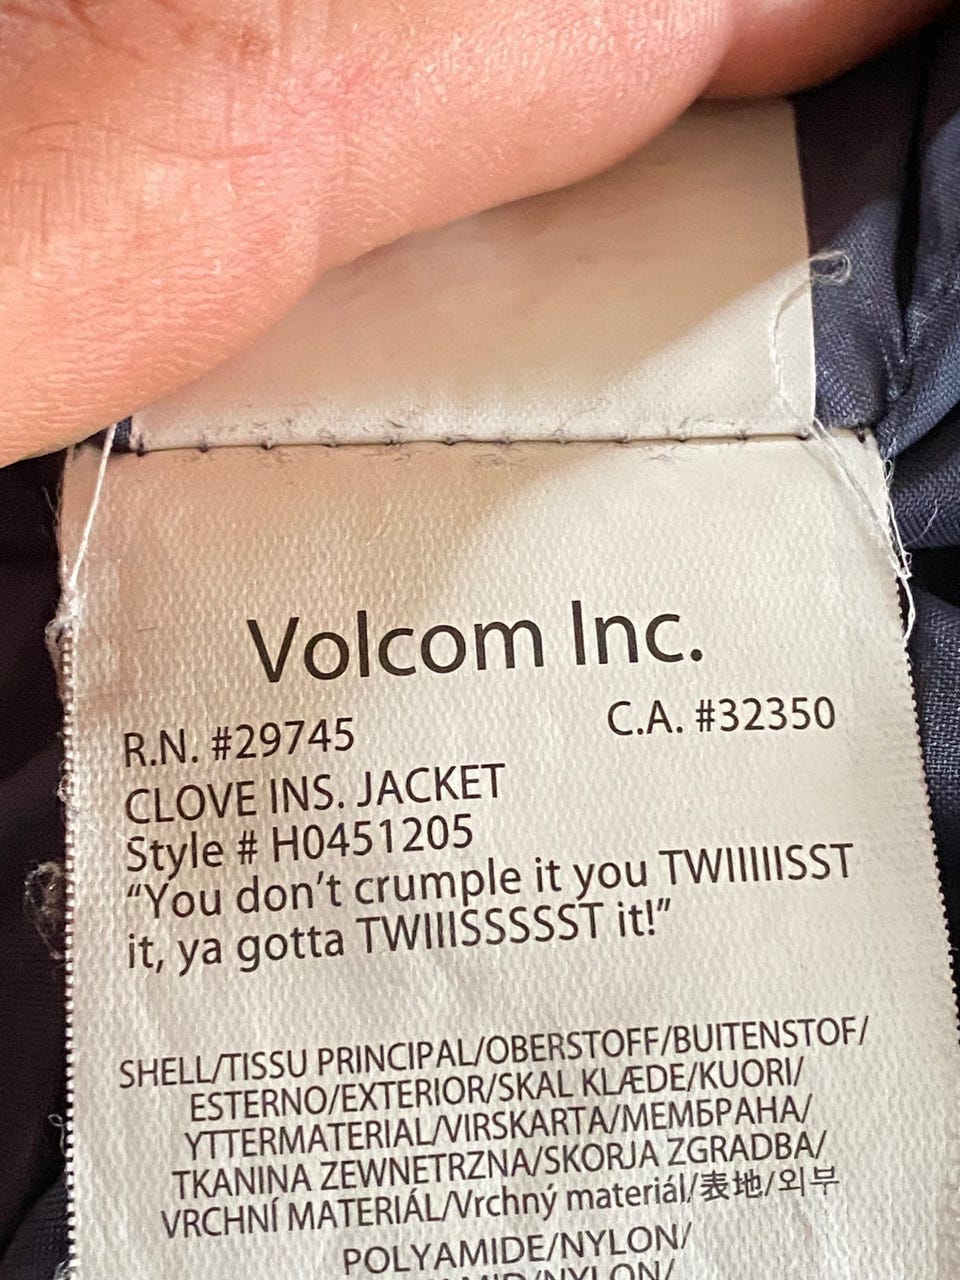 Volcom Inc.
R.N. #29745 C.A. #32350
CLOVE INS. JACKET
Style # H0451205
“You don’t crumple it you TWIIIIISST
it, ya gotta TWIIISSSSST it!”
SHELL/TISSU PRINCIPAL/OBERSTOFF/BUITENSTOF/
ESTERNO/EXTERIOR/SKAL KLÆDE/KUORI/
YTTERMATERIAL/VIRSKARTA/МЕМБРАНА/
TKANINA ZEWNETRZNA/SKORJA ZGRADBA/
VRCHNÍ MATERIÁL/Vrchný materiál/表地/외부
POLYAMIDE/NYLON/